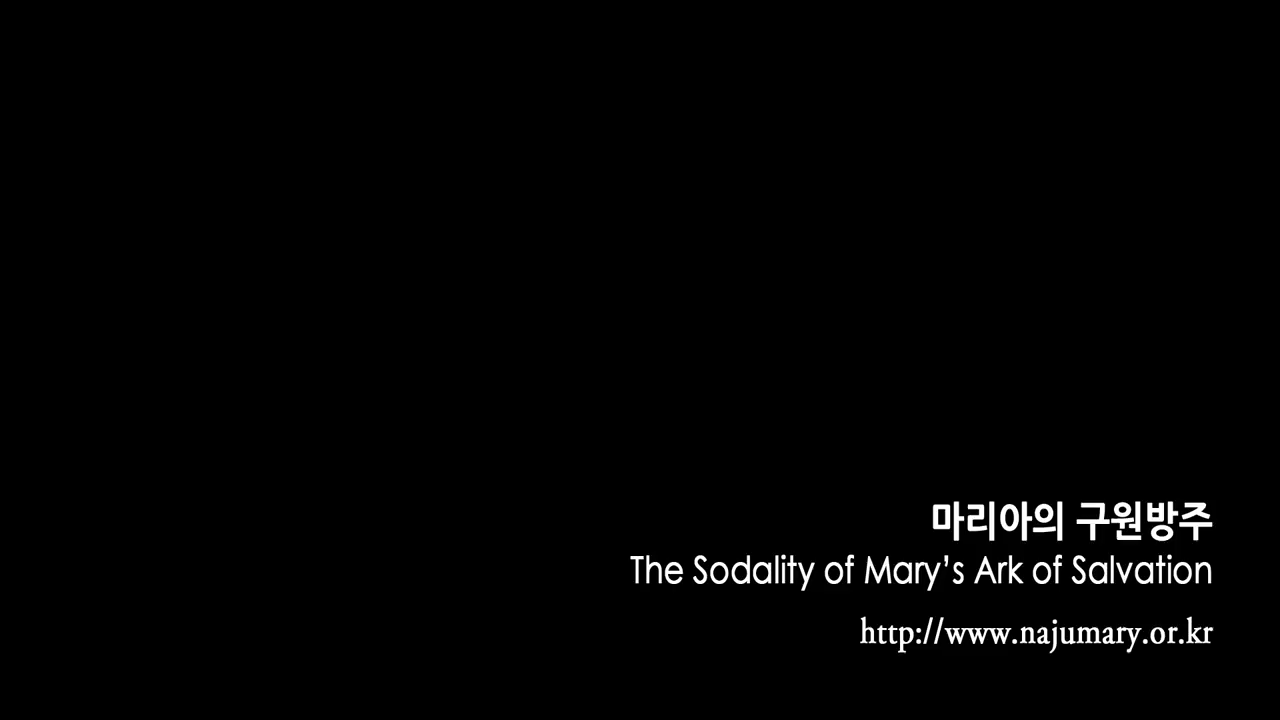 마리아의 구원방주
The Sodality of Mary’s Ark of Salvation
http://www.najumary.or.kr